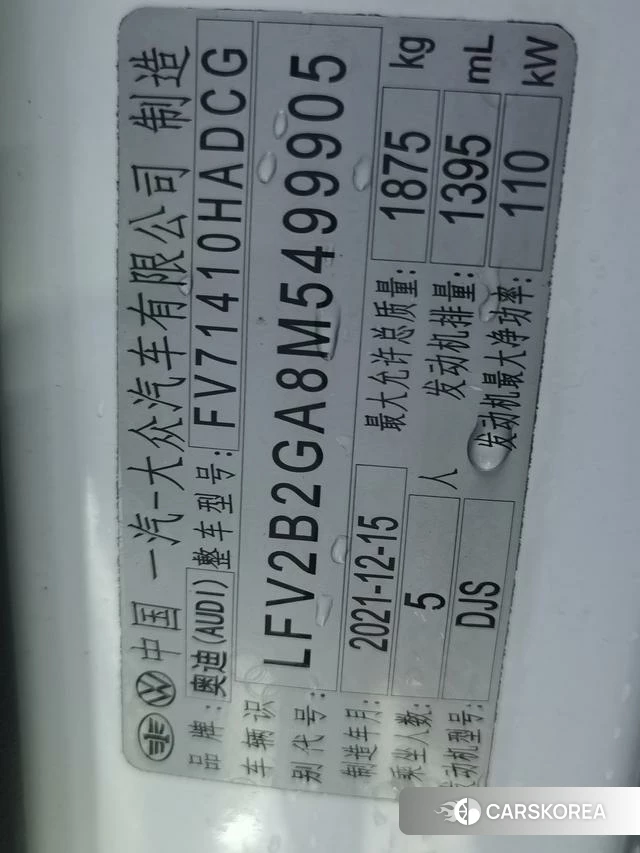 中国 一汽-大众汽车有限公司 制造
品牌: 奥迪(AUDI) 整车型号: FV71410HADCG
车辆识
别代号: LFV2B2GA8M5499905
制造年月: 2021-12-15 最大允许总质量: 1875 kg
乘坐人数: 5 人 发动机排量: 1395 mL
发动机型号: DJS 发动机最大净功率: 110 kW
CARSKOREA